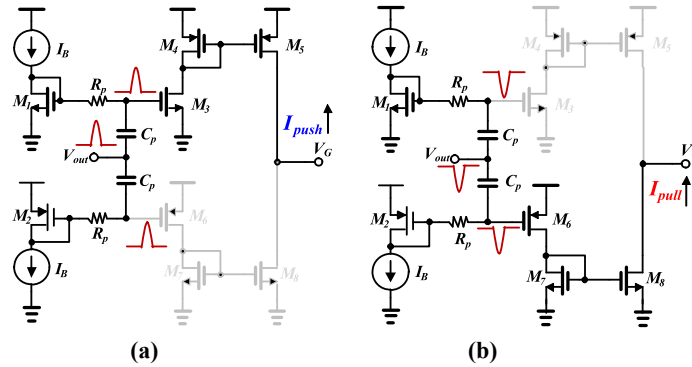 I_B
M_4
M_5
R_p
M_1
M_3
C_p
I_push
V_out
V_G
C_p
M_2
M_6
R_p
I_B
M_7
M_8
(a)
I_B
M_4
M_5
R_p
M_1
M_3
C_p
V_out
V
C_p
I_pull
M_2
M_6
R_p
I_B
M_7
M_8
(b)